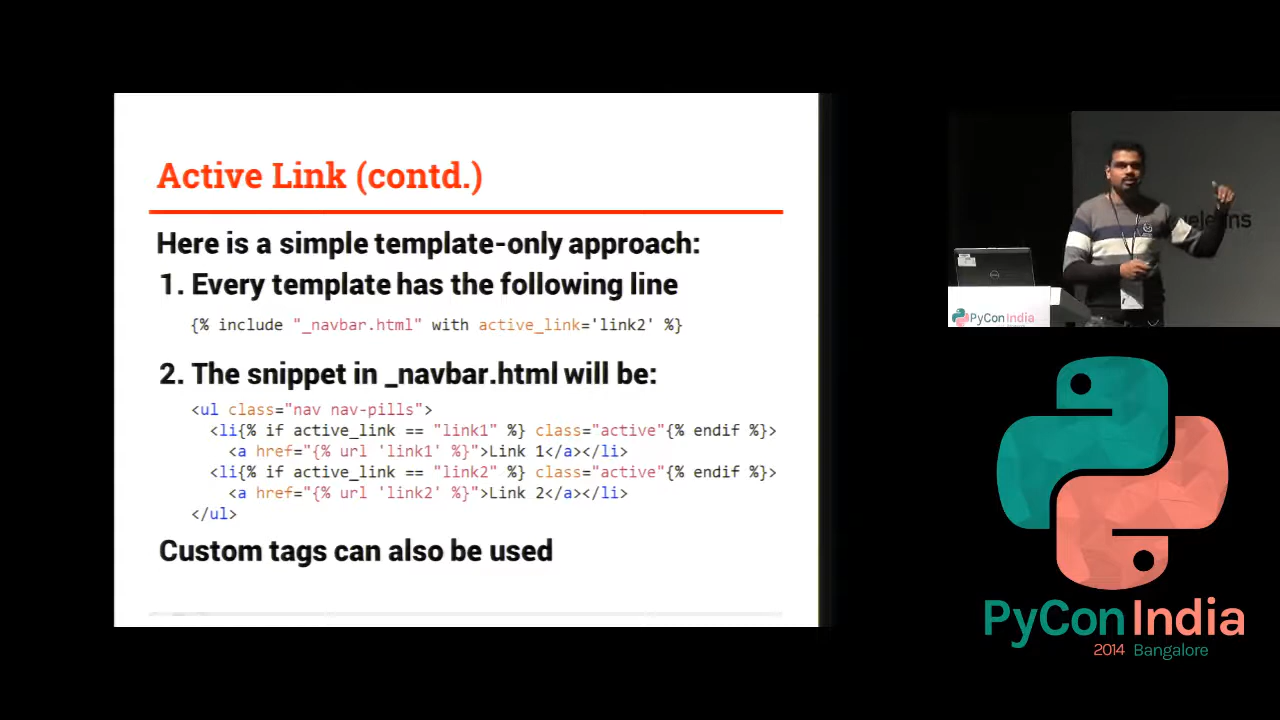 Active Link (contd.)
Here is a simple template-only approach:
1. Every template has the following line
{% include "_navbar.html" with active_link='link2' %}
2. The snippet in _navbar.html will be:
<ul class="nav nav-pills">
<li{% if active_link == "link1" %} class="active"{% endif %}>
<a href="{% url 'link1' %}">Link 1</a></li>
<li{% if active_link == "link2" %} class="active"{% endif %}>
<a href="{% url 'link2' %}">Link 2</a></li>
</ul>
Custom tags can also be used
PyCon India
PyCon India
2014 Bangalore